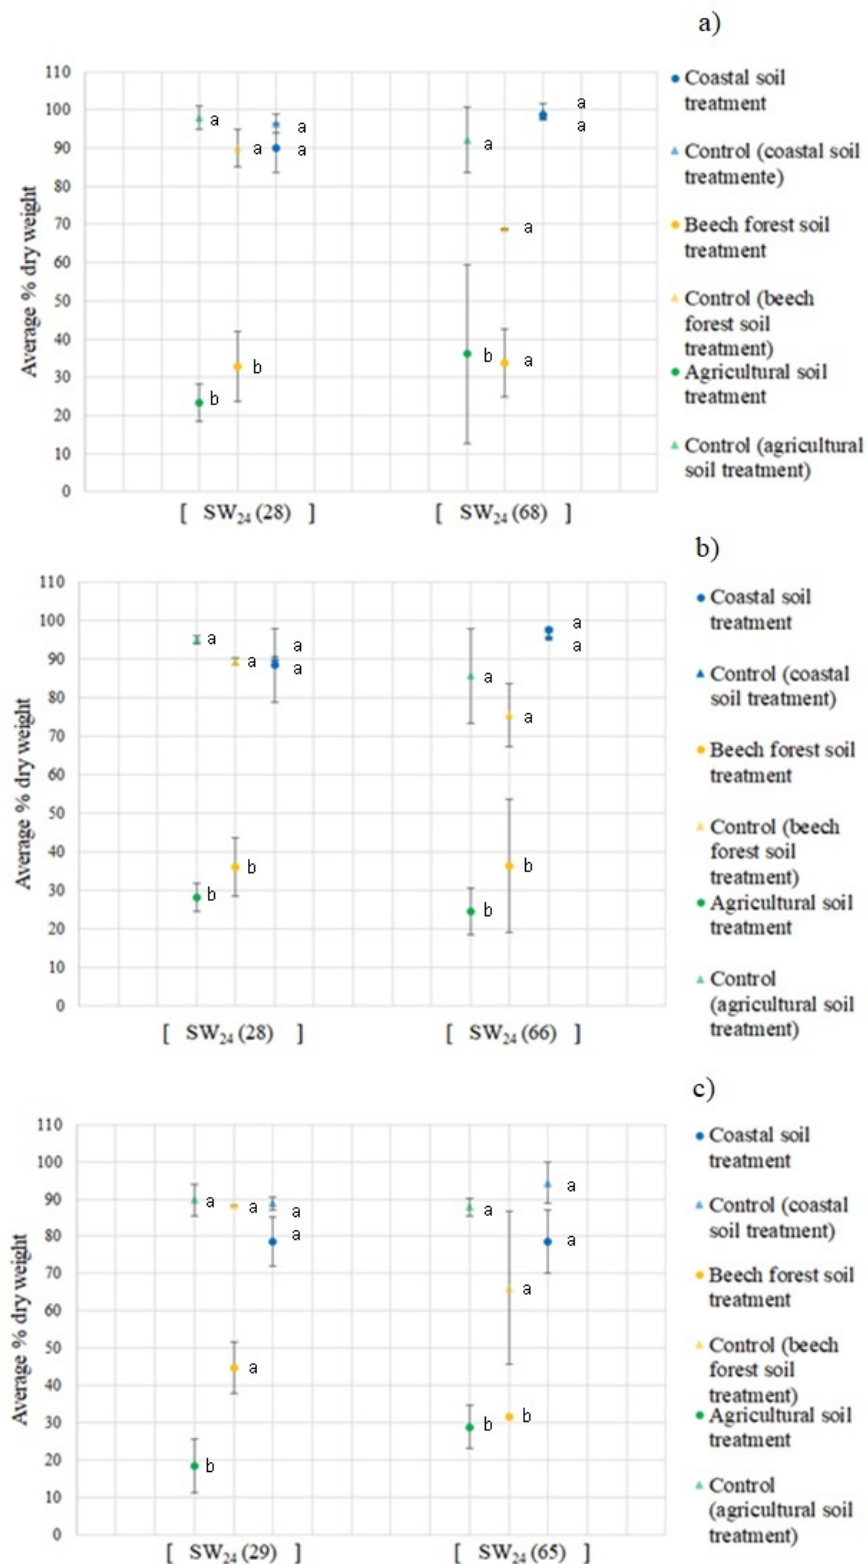 a)
110
100
90
80
70
60
50
40
30
20
10
0
Average % dry weight
a
a
a
a
b
b
a
a
a
a
b
a
[ SW24 (28) ]
[ SW24 (68) ]
Coastal soil
treatment
Control (coastal soil
treatmente)
Beech forest soil
treatment
Control (beech
forest soil
treatment)
Agricultural soil
treatment
Control (agricultural
soil treatment)
b)
110
100
90
80
70
60
50
40
30
20
10
0
Average % dry weight
a
a
a
a
b
b
a
a
a
a
b
b
[ SW24 (28) ]
[ SW24 (66) ]
Coastal soil
treatment
Control (coastal
soil treatment)
Beech forest soil
treatment
Control (beech
forest soil
treatment)
Agricultural soil
treatment
Control
(agricultural soil
treatment)
c)
110
100
90
80
70
60
50
40
30
20
10
0
Average % dry weight
a
a
a
a
a
b
a
a
a
a
b
b
[ SW24 (29) ]
[ SW24 (65) ]
Coastal soil
treatment
Control (coastal
soil treatment)
Beech forest soil
treatment
Control (beech
forest soil
treatment)
Agricultural soil
treatment
Control
(agricultural soil
treatment)